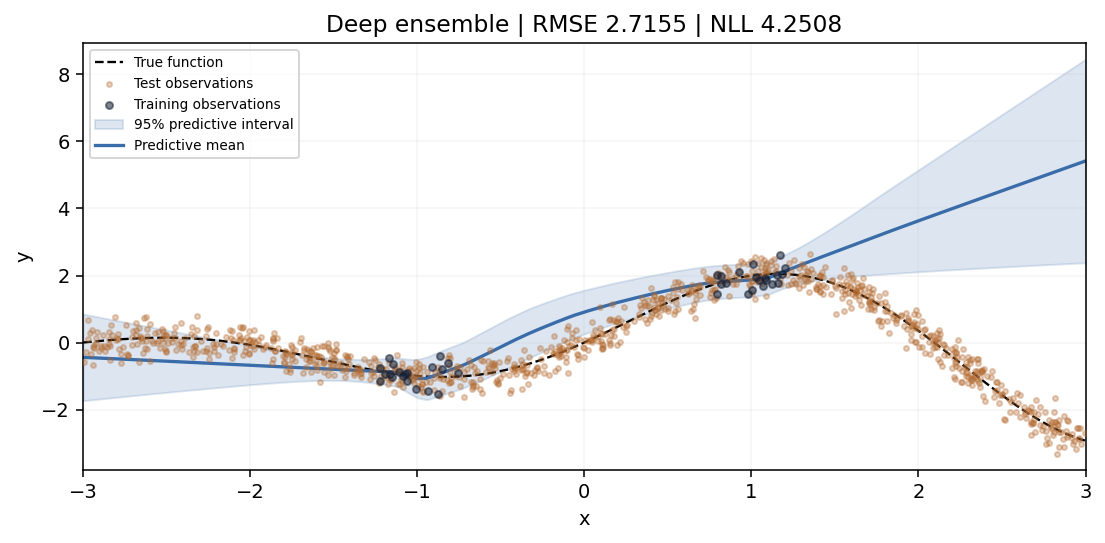 Deep ensemble | RMSE 2.7155 | NLL 4.2508
True function
Test observations
Training observations
95% predictive interval
Predictive mean
8
6
4
2
0
−2
y
−3
−2
−1
0
1
2
3
x